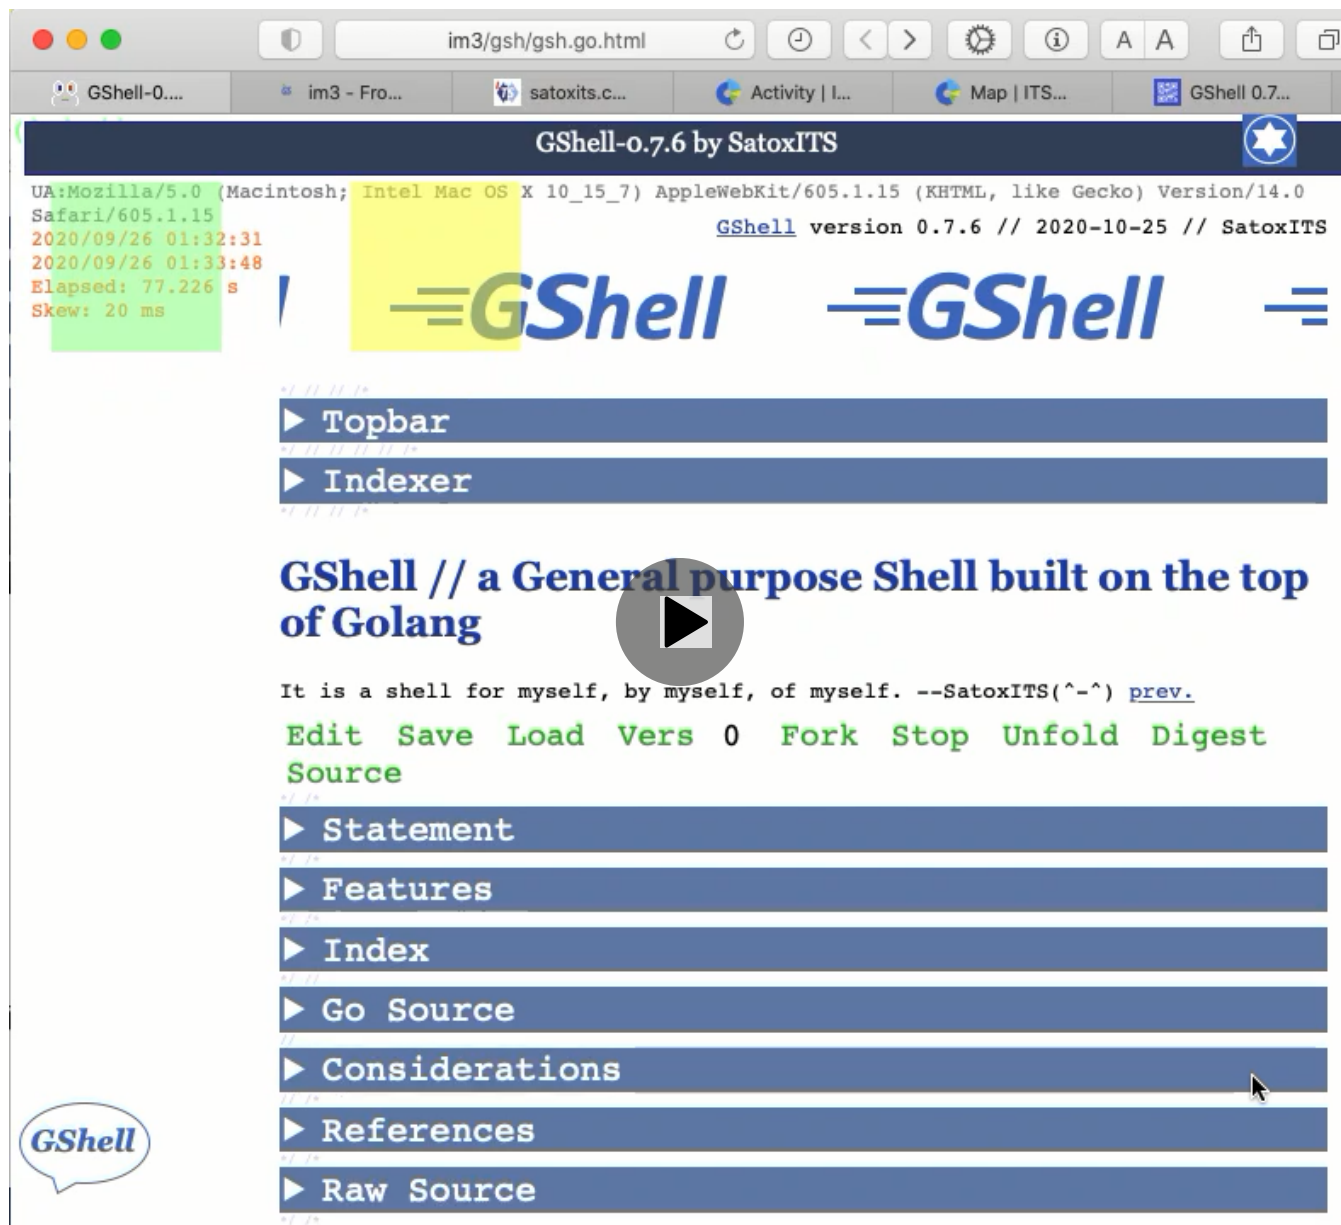 im3/gsh/gsh.go.html
A A
GShell-0.... im3 - Fro... satoxits.c... Activity | I... Map | ITS... GShell 0.7...
GShell-0.7.6 by SatoxITS
UA:Mozilla/5.0 (Macintosh; Intel Mac OS X 10_15_7) AppleWebKit/605.1.15 (KHTML, like Gecko) Version/14.0
Safari/605.1.15
GShell version 0.7.6 // 2020-10-25 // SatoxITS
2020/09/26 01:32:31
2020/09/26 01:33:48
Elapsed: 77.226 s
Skew: 20 ms
GShell GShell
*/ // // /*
▶ Topbar
*/ // // // // /*
▶ Indexer
*/ // // /*
GShell // a General purpose Shell built on the top
of Golang
It is a shell for myself, by myself, of myself. --SatoxITS(^-^) prev.
Edit Save Load Vers 0 Fork Stop Unfold Digest
Source
*/ /*
▶ Statement
*/ /*
▶ Features
*/ /*
▶ Index
*/ //
▶ Go Source
//
▶ Considerations
// /*
▶ References
*/ /*
▶ Raw Source
*/ /*
GShell